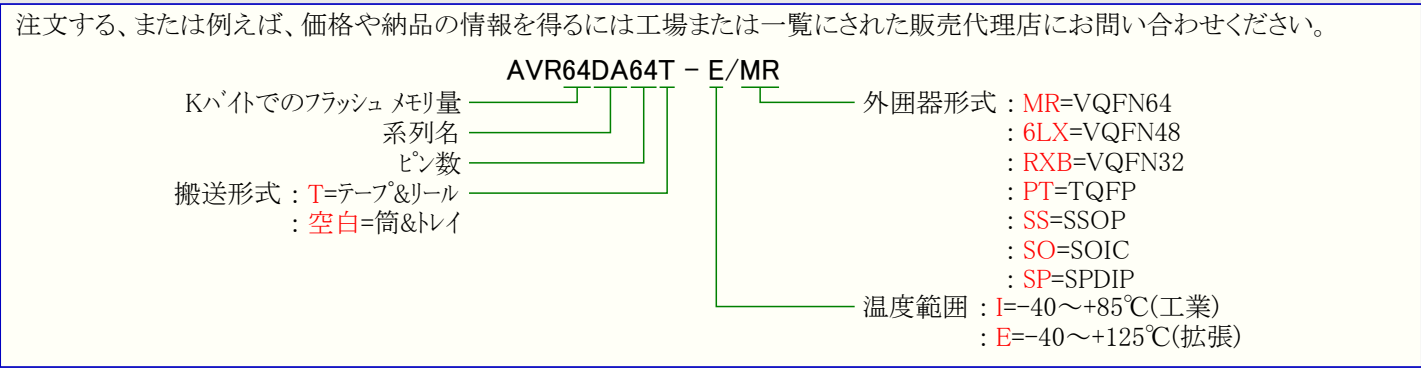 注文する、または例えば、価格や納品の情報を得るには工場または一覧にされた販売代理店にお問い合わせください。
AVR64DA64T - E/MR
Kバイトでのフラッシュ メモリ量
系列名
ピン数
搬送形式 : T=テープ&リール
: 空白=筒&トレイ
外囲器形式 : MR=VQFN64
: 6LX=VQFN48
: RXB=VQFN32
: PT=TQFP
: SS=SSOP
: SO=SOIC
: SP=SPDIP
温度範囲 : I=-40～+85℃(工業)
: E=-40～+125℃(拡張)